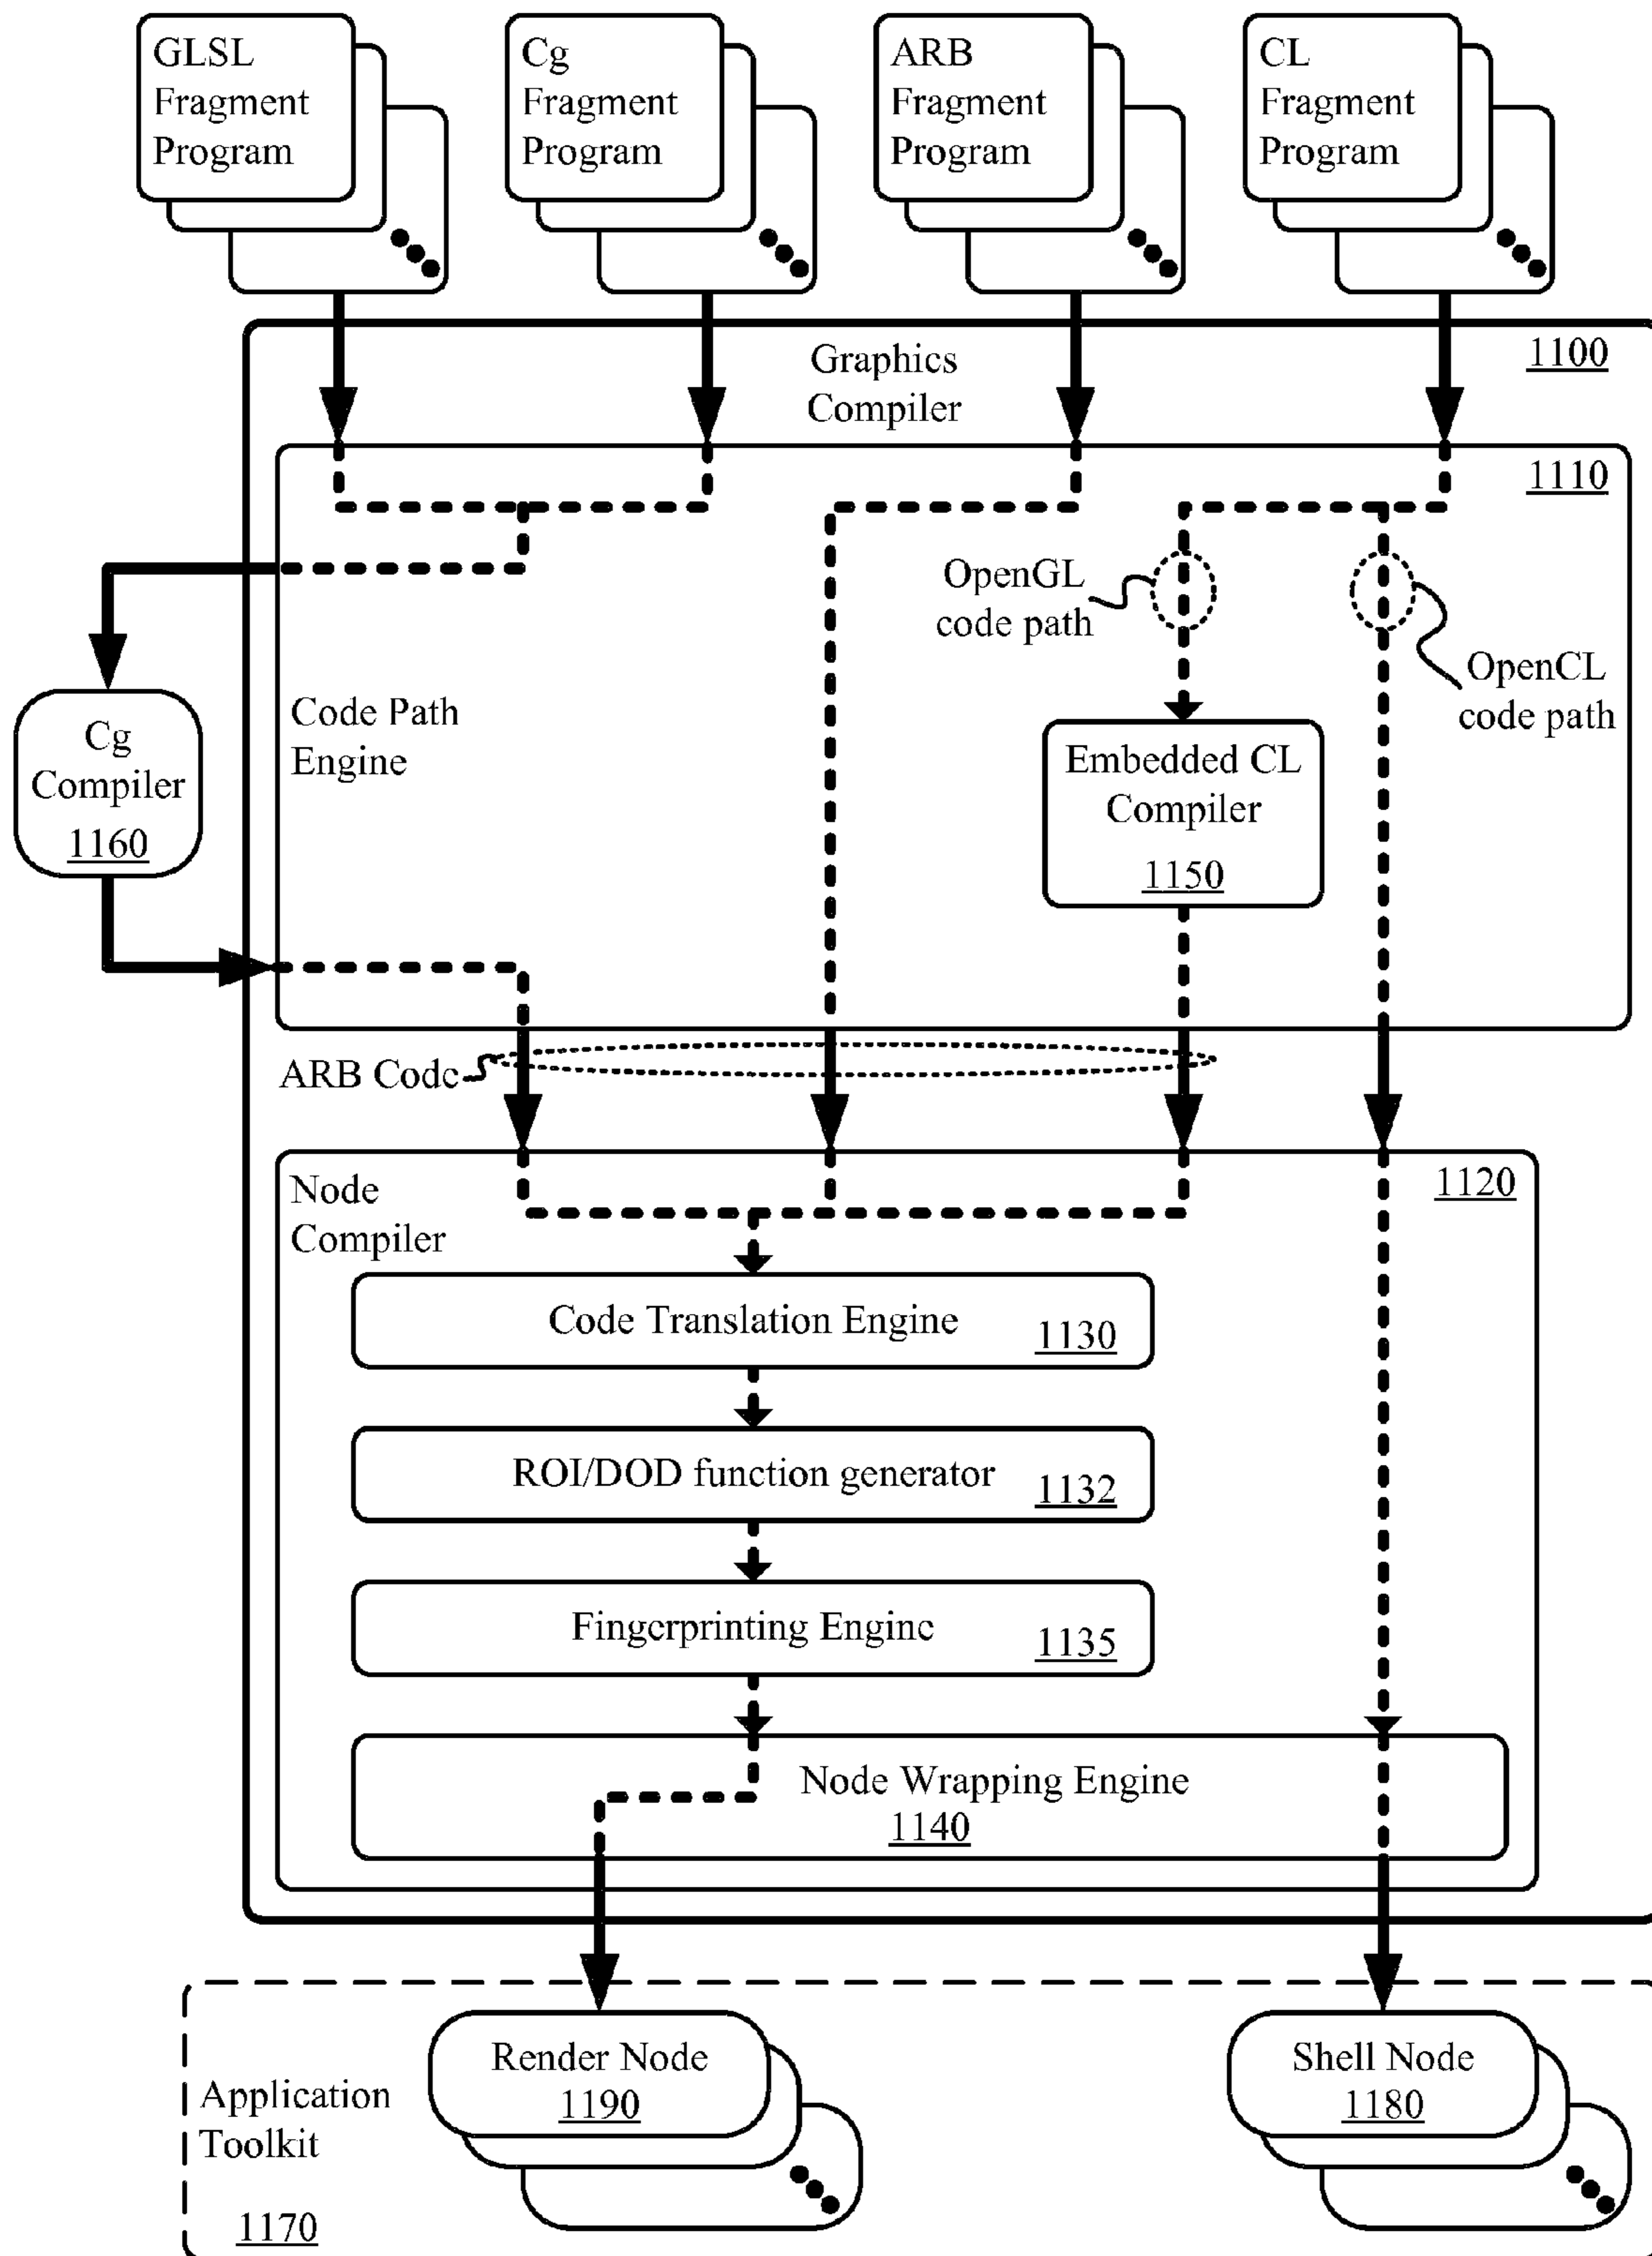 GLSL
Fragment
Program
Cg
Fragment
Program
ARB
Fragment
Program
CL
Fragment
Program
Graphics
Compiler
1100
1110
OpenGL
code path
OpenCL
code path
Code Path
Engine
Cg
Compiler
1160
Embedded CL
Compiler
1150
ARB Code
Node
Compiler
1120
Code Translation Engine
1130
ROI/DOD function generator
1132
Fingerprinting Engine
1135
Node Wrapping Engine
1140
Render Node
1190
Shell Node
1180
Application
Toolkit
1170